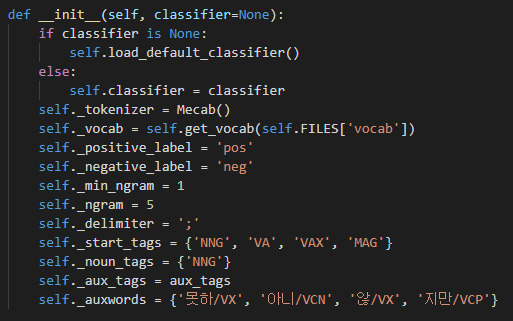 def __init__(self, classifier=None):
    if classifier is None:
        self.load_default_classifier()
    else:
        self.classifier = classifier
    self._tokenizer = Mecab()
    self._vocab = self.get_vocab(self.FILES['vocab'])
    self._positive_label = 'pos'
    self._negative_label = 'neg'
    self._min_ngram = 1
    self._ngram = 5
    self._delimiter = ';'
    self._start_tags = {'NNG', 'VA', 'VAX', 'MAG'}
    self._noun_tags = {'NNG'}
    self._aux_tags = aux_tags
    self._auxwords = {'못하/VX', '아니/VCN', '않/VX', '지만/VCP'}